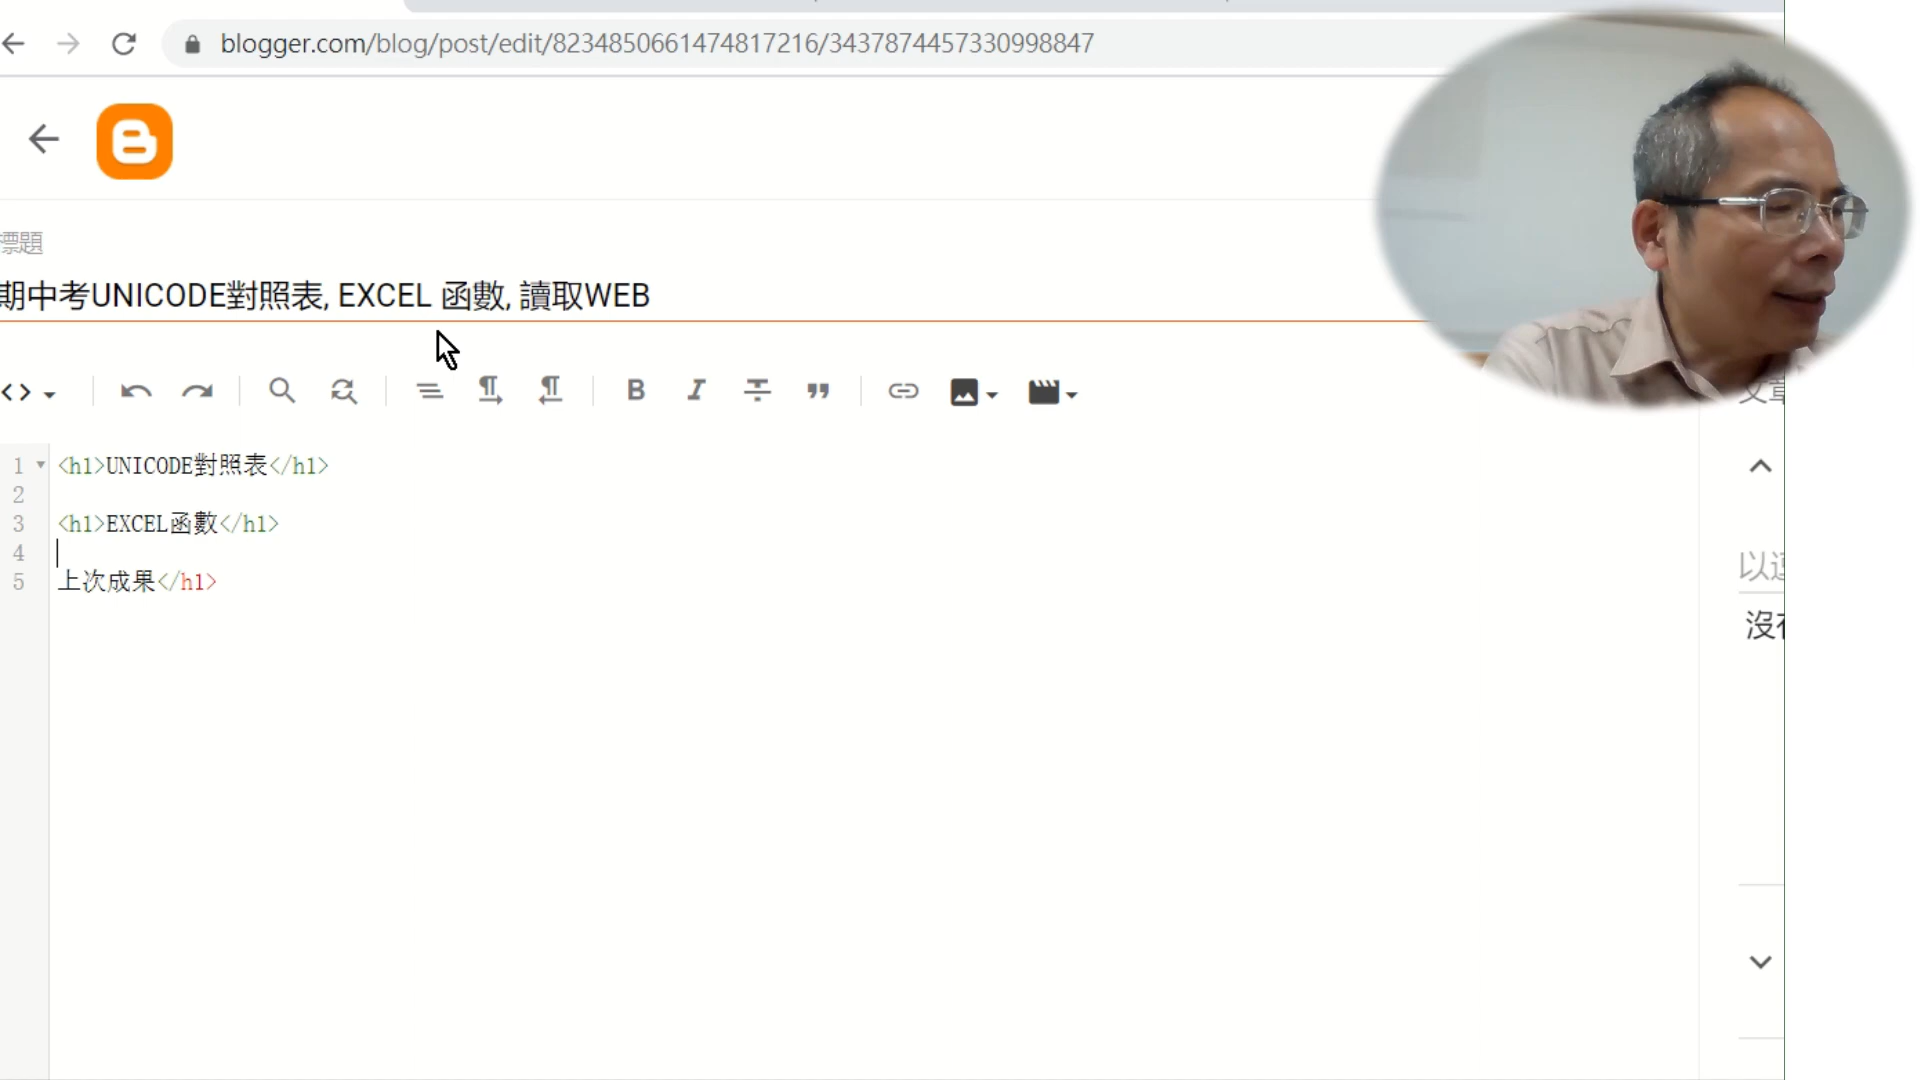 blogger.com/blog/post/edit/8234850661474817216/3437874457330998847
標題
期中考UNICODE對照表, EXCEL 函數, 讀取WEB
1 <h1>UNICODE對照表</h1>
2
3 <h1>EXCEL函數</h1>
4
5 上次成果</h1>